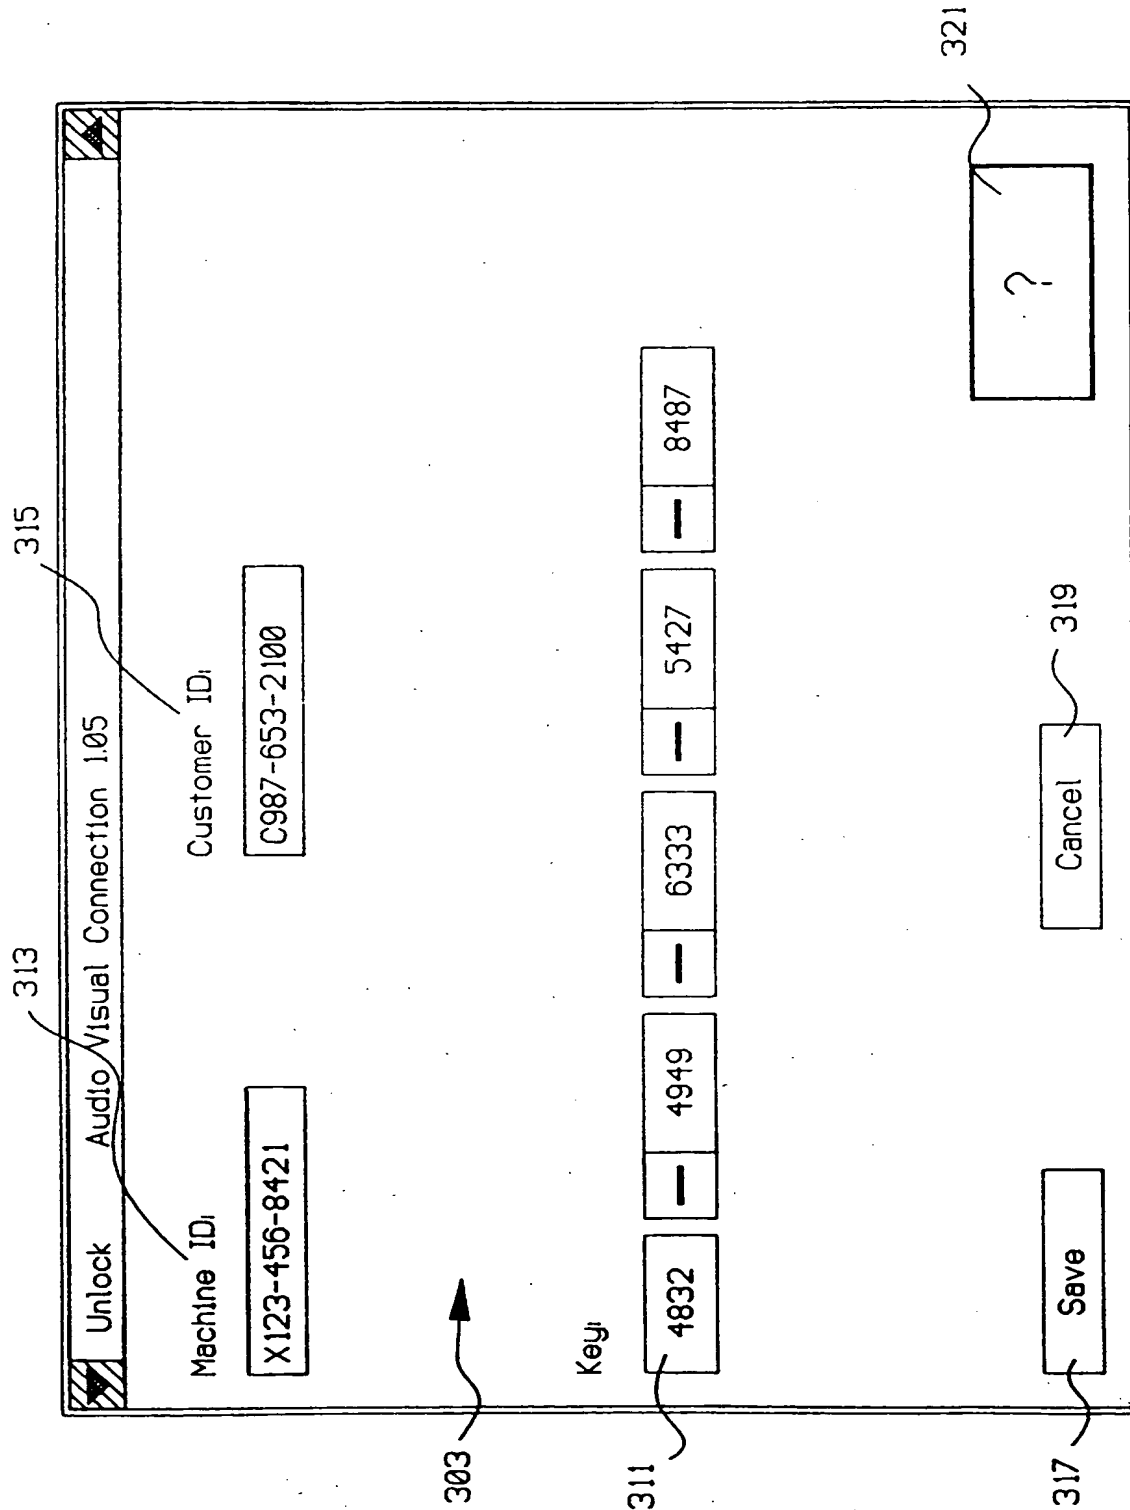 313
315
321
Unlock Audio Visual Connection 1.05
Machine ID:
Customer ID:
X123-456-8421
C987-653-2100
303
Key:
4832 — 4949 — 6333 — 5427 — 8487
311
?
Save
Cancel
317
319